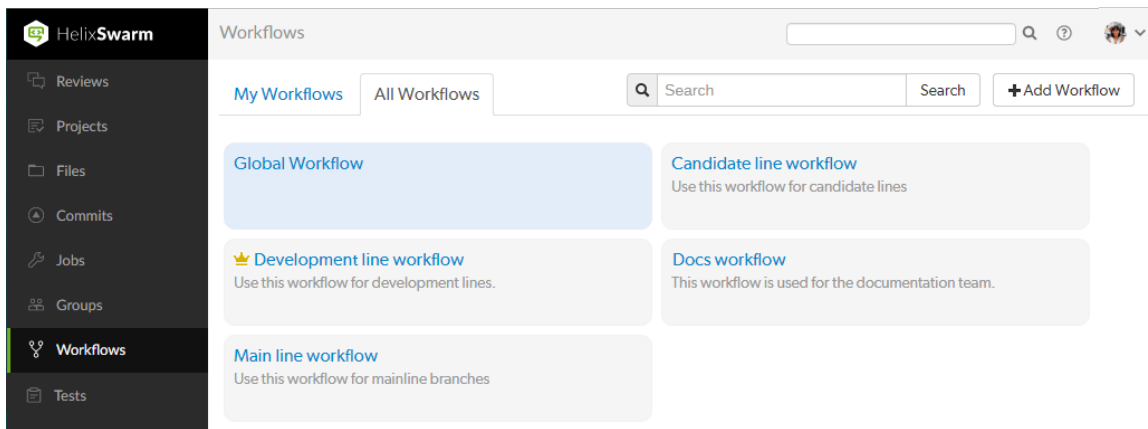 HelixSwarm
Workflows
Reviews
Projects
Files
Commits
Jobs
Groups
Workflows
Tests
My Workflows
All Workflows
Search
Search
+Add Workflow
Global Workflow
Candidate line workflow
Use this workflow for candidate lines
Development line workflow
Use this workflow for development lines.
Docs workflow
This workflow is used for the documentation team.
Main line workflow
Use this workflow for mainline branches